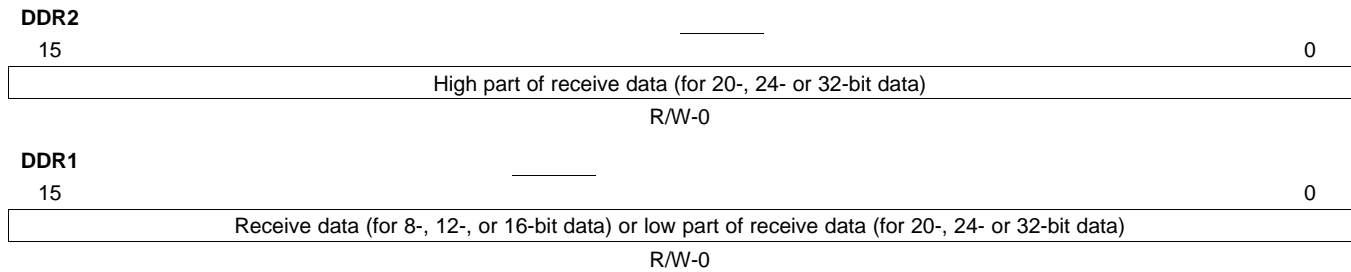 DDR2
15 0
High part of receive data (for 20-, 24- or 32-bit data)
R/W-0
DDR1
15 0
Receive data (for 8-, 12-, or 16-bit data) or low part of receive data (for 20-, 24- or 32-bit data)
R/W-0